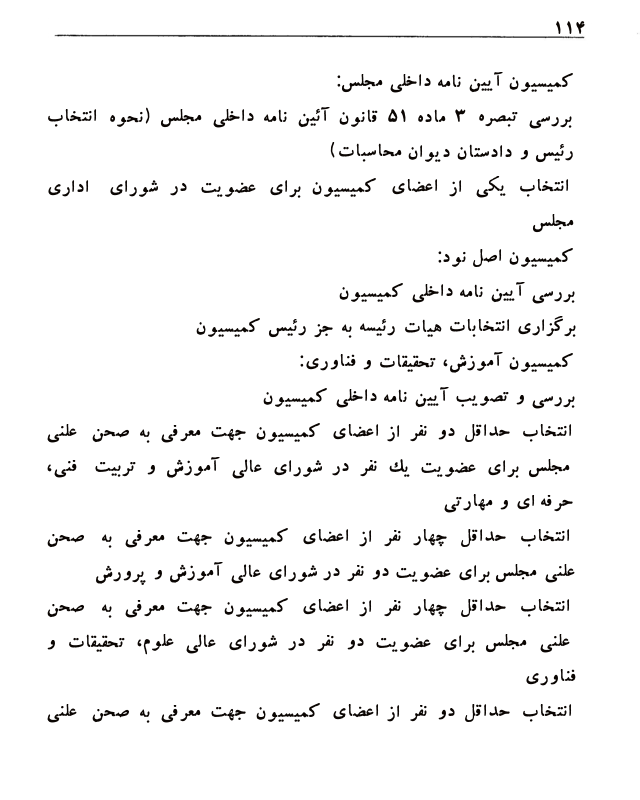 ۱۱۴
کمیسیون آیین نامه داخلی مجلس:
بررسی تبصره ۳ ماده ۵۱ قانون آئین نامه داخلی مجلس (نحوه انتخاب
رئیس و دادستان دیوان محاسبات)
انتخاب یکی از اعضای کمیسیون برای عضویت در شورای اداری
مجلس
کمیسیون اصل نود:
بررسی آیین نامه داخلی کمیسیون
برگزاری انتخابات هیات رئیسه به جز رئیس کمیسیون
کمیسیون آموزش، تحقیقات و فناوری:
بررسی و تصویب آیین نامه داخلی کمیسیون
انتخاب حداقل دو نفر از اعضای کمیسیون جهت معرفی به صحن علنی
مجلس برای عضویت یك نفر در شورای عالی آموزش و تربیت فنی،
حرفه ای و مهارتی
انتخاب حداقل چهار نفر از اعضای کمیسیون جهت معرفی به صحن
علنی مجلس برای عضویت دو نفر در شورای عالی آموزش و پرورش
انتخاب حداقل چهار نفر از اعضای کمیسیون جهت معرفی به صحن
علنی مجلس برای عضویت دو نفر در شورای عالی علوم، تحقیقات و
فناوری
انتخاب حداقل دو نفر از اعضای کمیسیون جهت معرفی به صحن علنی